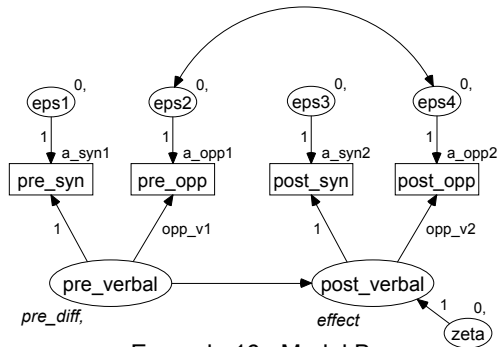 0, 0, 0, 0,
eps1 eps2 eps3 eps4
1 1 1 1
a_syn1 a_opp1 a_syn2 a_opp2
pre_syn pre_opp post_syn post_opp
1 opp_v1 1 opp_v2
pre_verbal post_verbal
pre_diff, effect
1 0,
zeta